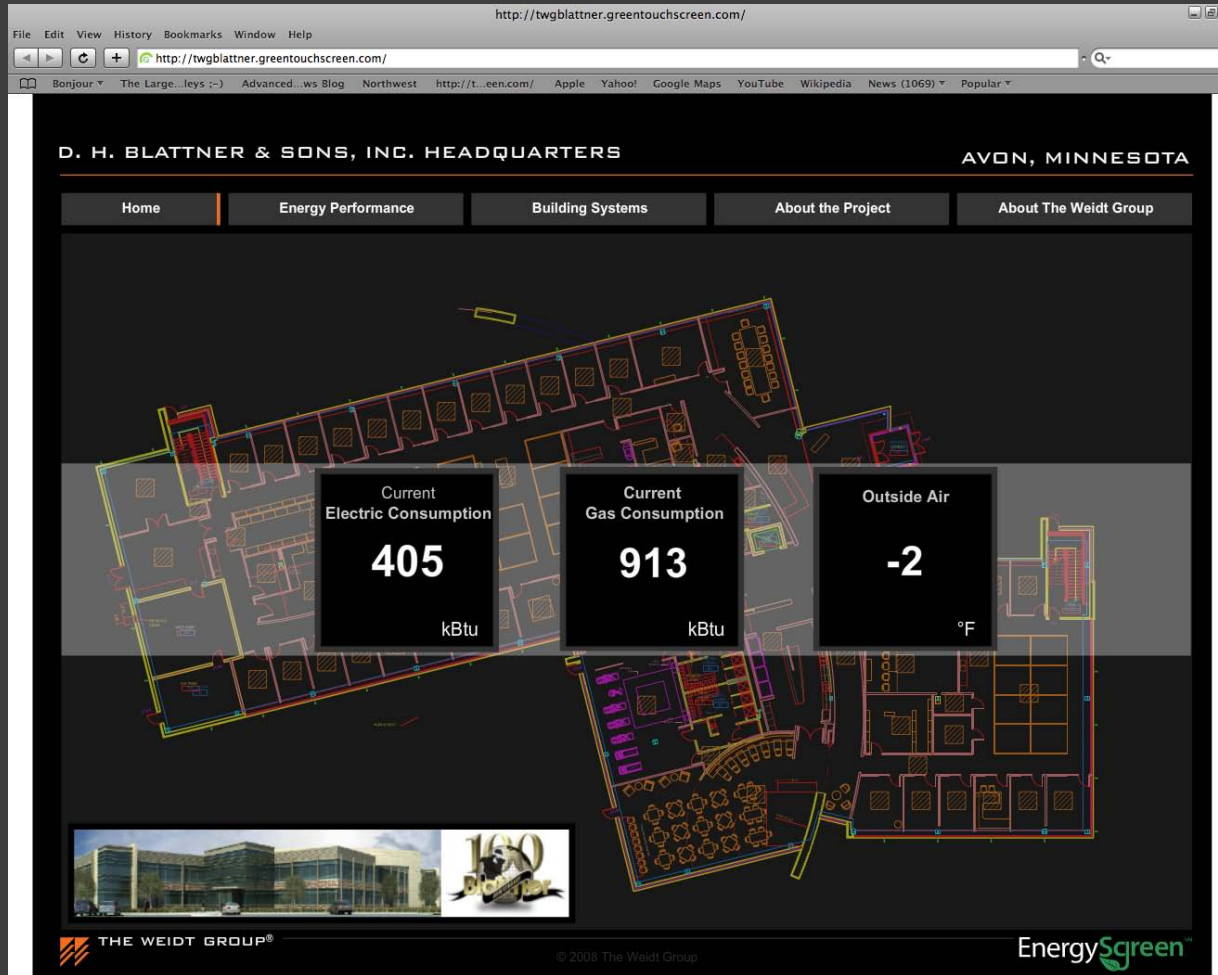 http://twgblattner.greentouchscreen.com/
File Edit View History Bookmarks Window Help
http://twgblattner.greentouchscreen.com/
Bonjour The Large...leys ;-) Advanced...ws Blog Northwest http://t...een.com/ Apple Yahoo! Google Maps YouTube Wikipedia News (1069) Popular
D. H. BLATTNER & SONS, INC. HEADQUARTERS
AVON, MINNESOTA
Home Energy Performance Building Systems About the Project About The Weidt Group
Current
Electric Consumption
405
kBtu
Current
Gas Consumption
913
kBtu
Outside Air
-2
°F
100
Blattner
THE WEIDT GROUP®
© 2008 The Weidt Group
EnergyScreen